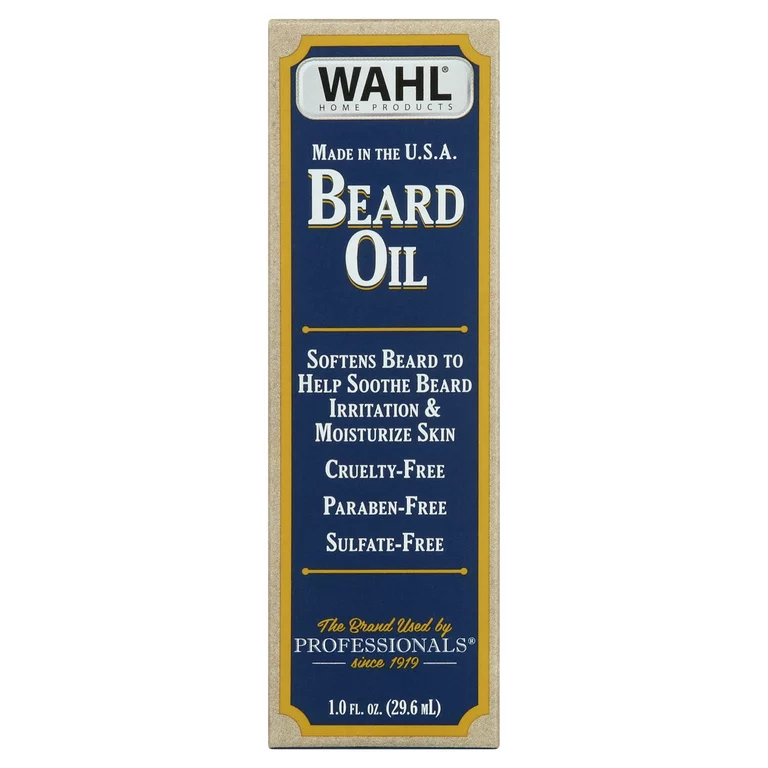 WAHL®
HOME PRODUCTS
MADE IN THE U.S.A.
BEARD
OIL
SOFTENS BEARD TO
HELP SOOTHE BEARD
IRRITATION &
MOISTURIZE SKIN
CRUELTY-FREE
PARABEN-FREE
SULFATE-FREE
The Brand Used by
PROFESSIONALS®
since 1919
1.0 FL. OZ. (29.6 mL)